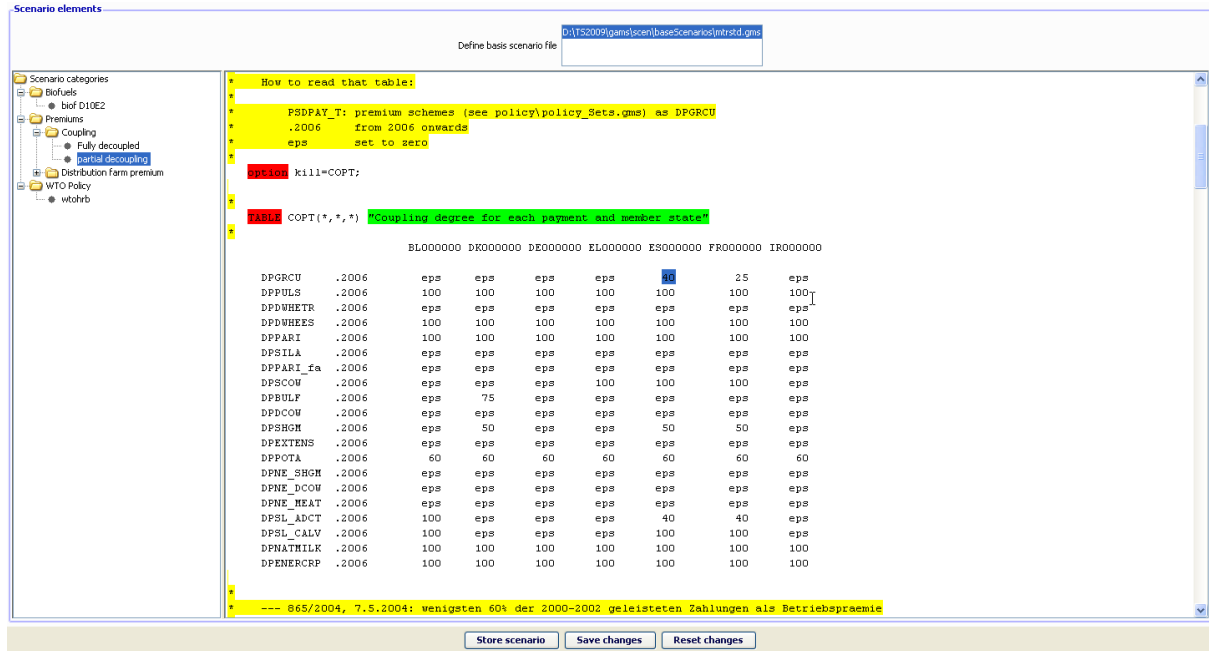 Scenario elements
Define basis scenario file
D:\TS2009\gams\scen\baseScenarios\mtrstd.gms
Scenario categories
Biofuels
biof D10E2
Premiums
Coupling
Fully decoupled
partial decoupling
Distribution farm premium
WTO Policy
wtohrb
* How to read that table:
*
* PSDPAY_T: premium schemes (see policy\policy_Sets.gms) as DPGRCU
* .2006 from 2006 onwards
* eps set to zero
*
option kill=COPT;
*
TABLE COPT(*,*,*) "Coupling degree for each payment and member state"
*
BL000000 DK000000 DE000000 EL000000 ES000000 FR000000 IR000000
DPGRCU .2006 eps eps eps eps 40 25 eps
DPPULS .2006 100 100 100 100 100 100 100
DPDWHETR .2006 eps eps eps eps eps eps eps
DPDWHEES .2006 100 100 100 100 100 100 100
DPPARI .2006 100 100 100 100 100 100 100
DPSILA .2006 eps eps eps eps eps eps eps
DPPARI_fa .2006 eps eps eps eps eps eps eps
DPSCOW .2006 eps eps eps 100 100 100 eps
DPBULF .2006 eps 75 eps eps eps eps eps
DPDCOW .2006 eps eps eps eps eps eps eps
DPSHGM .2006 eps 50 eps eps 50 50 eps
DPEXTENS .2006 eps eps eps eps eps eps eps
DPPOTA .2006 60 60 60 60 60 60 60
DPNE_SHGM .2006 eps eps eps eps eps eps eps
DPNE_DCOW .2006 eps eps eps eps eps eps eps
DPNE_MEAT .2006 eps eps eps eps eps eps eps
DPSL_ADCT .2006 100 eps eps eps 40 40 eps
DPSL_CALV .2006 100 eps eps eps 100 100 eps
DPNATMILK .2006 100 100 100 100 100 100 100
DPENERCRP .2006 100 100 100 100 100 100 100
*
* --- 865/2004, 7.5.2004: wenigsten 60% der 2000-2002 geleisteten Zahlungen als Betriebspraemie
Store scenario Save changes Reset changes